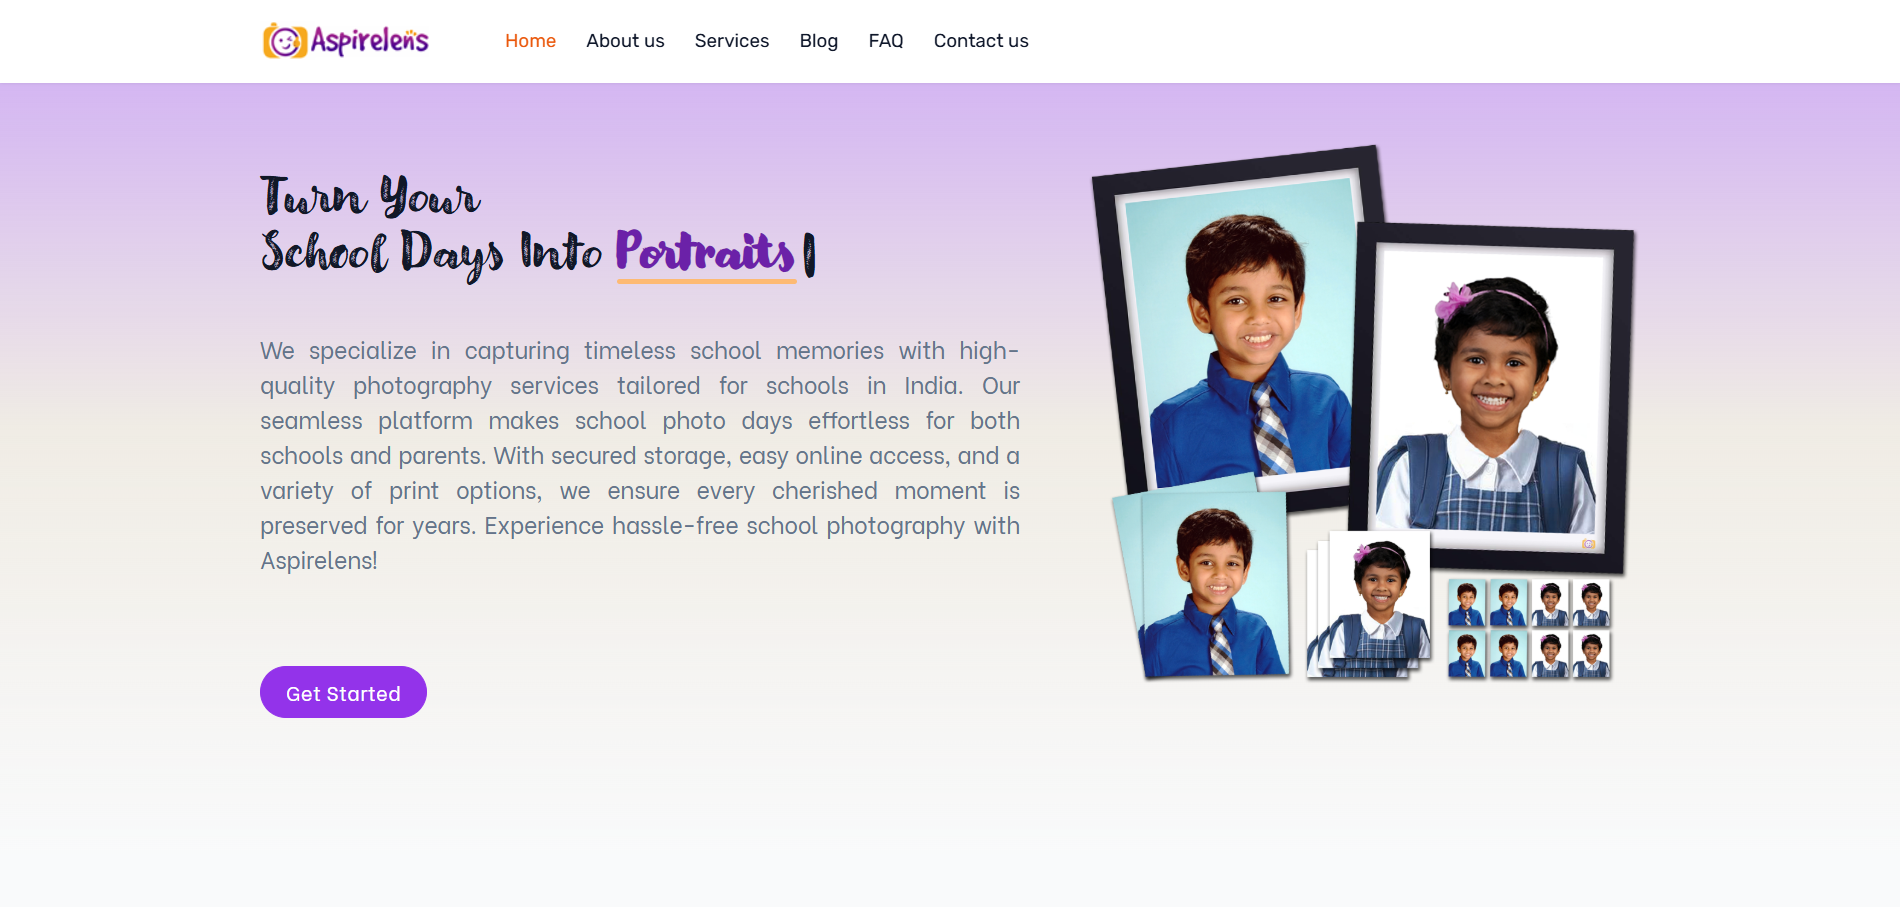 Aspirelens
Home About us Services Blog FAQ Contact us
Turn Your
School Days Into Portraits|
We specialize in capturing timeless school memories with high-
quality photography services tailored for schools in India. Our
seamless platform makes school photo days effortless for both
schools and parents. With secured storage, easy online access, and a
variety of print options, we ensure every cherished moment is
preserved for years. Experience hassle-free school photography with
Aspirelens!
Get Started